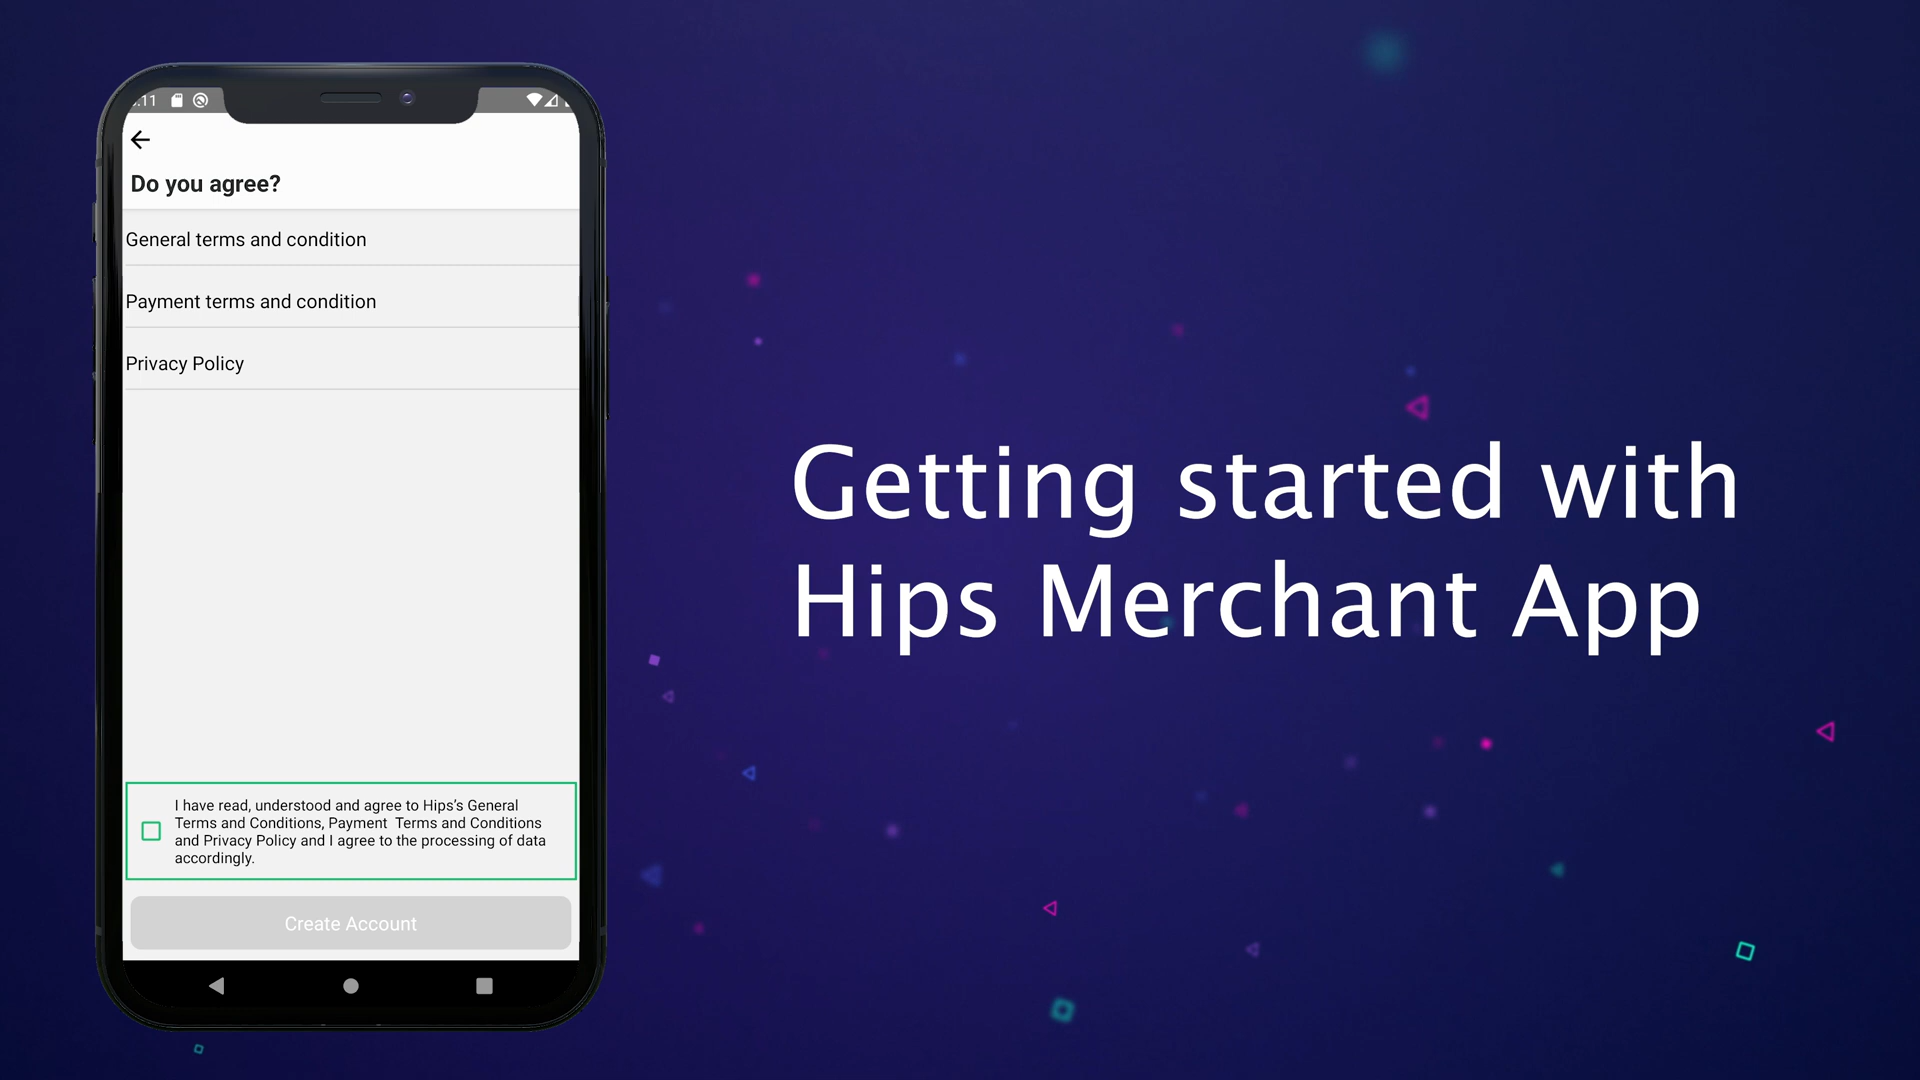 :11
Do you agree?
General terms and condition
Payment terms and condition
Privacy Policy
I have read, understood and agree to Hips’s General
Terms and Conditions, Payment Terms and Conditions
and Privacy Policy and I agree to the processing of data
accordingly.
Create Account
Getting started with
Hips Merchant App